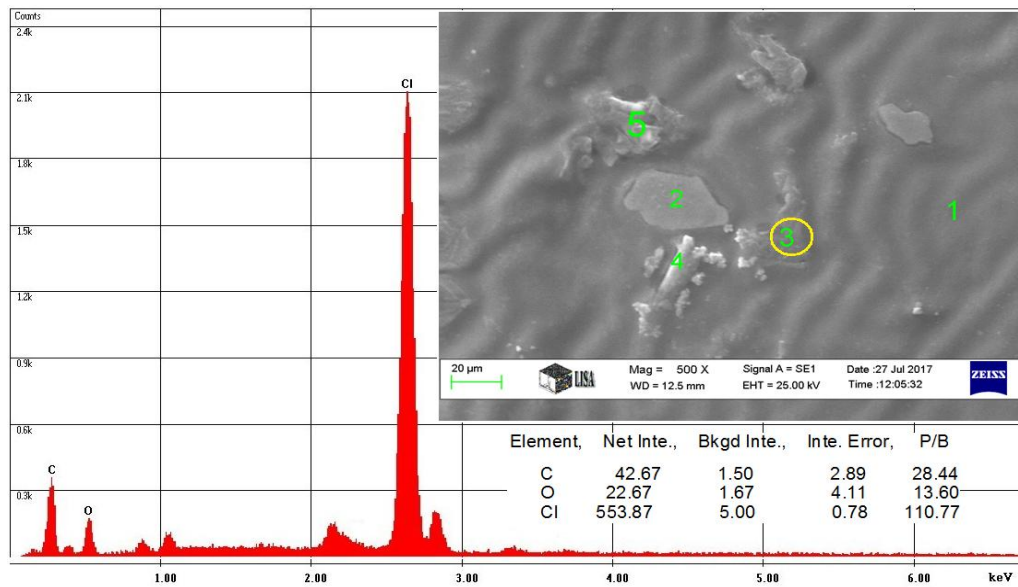 Counts
2.4k
2.1k
1.8k
1.5k
1.2k
0.9k
0.6k
0.3k
Cl
C
O
1.00 2.00 3.00 4.00 5.00 6.00 keV
5
2
1
3
4
20 µm
LISA
Mag = 500 X Signal A = SE1 Date :27 Jul 2017
WD = 12.5 mm EHT = 25.00 kV Time :12:05:32
ZEISS
Element, Net Inte., Bkgd Inte., Inte. Error, P/B
C 42.67 1.50 2.89 28.44
O 22.67 1.67 4.11 13.60
Cl 553.87 5.00 0.78 110.77